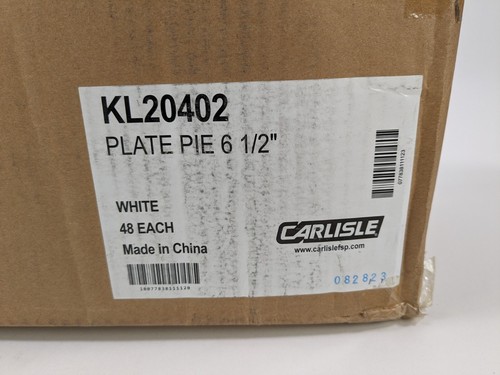 KL20402
PLATE PIE 6 1/2"
WHITE
48 EACH
Made in China
CARLISLE
www.carlislefsp.com
082823